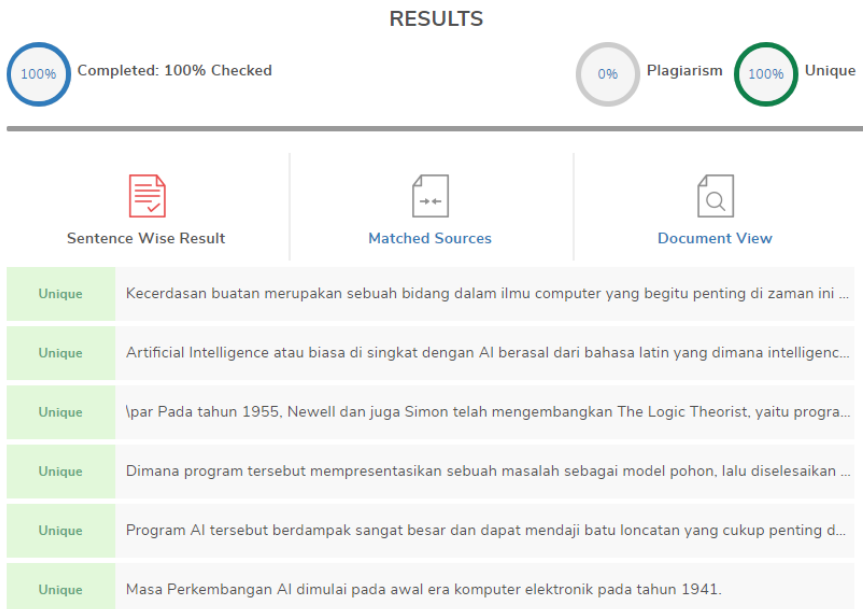 RESULTS
100% Completed: 100% Checked 0% Plagiarism 100% Unique
Sentence Wise Result Matched Sources Document View
Unique Kecerdasan buatan merupakan sebuah bidang dalam ilmu computer yang begitu penting di zaman ini ...
Unique Artificial Intelligence atau biasa di singkat dengan AI berasal dari bahasa latin yang dimana intelligenc...
Unique \par Pada tahun 1955, Newell dan juga Simon telah mengembangkan The Logic Theorist, yaitu progra...
Unique Dimana program tersebut mempresentasikan sebuah masalah sebagai model pohon, lalu diselesaikan ...
Unique Program AI tersebut berdampak sangat besar dan dapat mendaji batu loncatan yang cukup penting d...
Unique Masa Perkembangan AI dimulai pada awal era komputer elektronik pada tahun 1941.